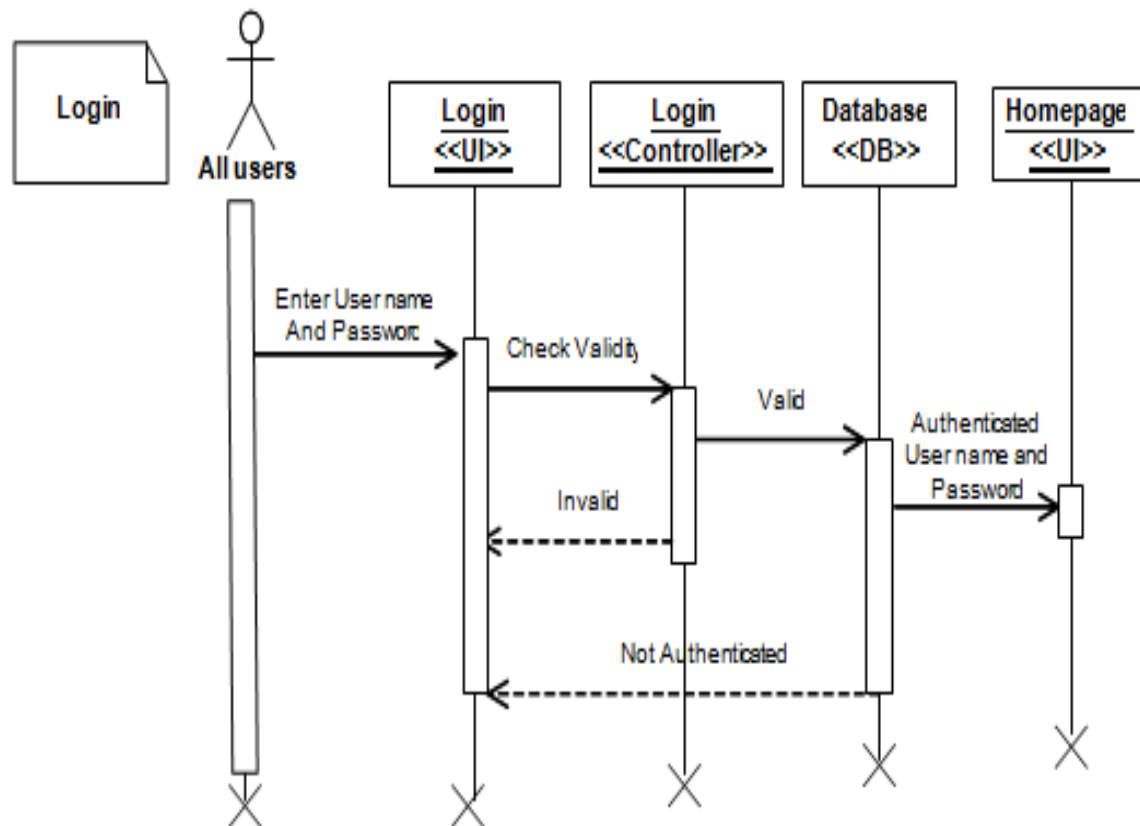 Login
All users
Login
<<UI>>
Login
<<Controller>>
Database
<<DB>>
Homepage
<<UI>>
Enter User name
And Password
Check Validity
Valid
Authenticated
User name and
Password
Invalid
Not Authenticated